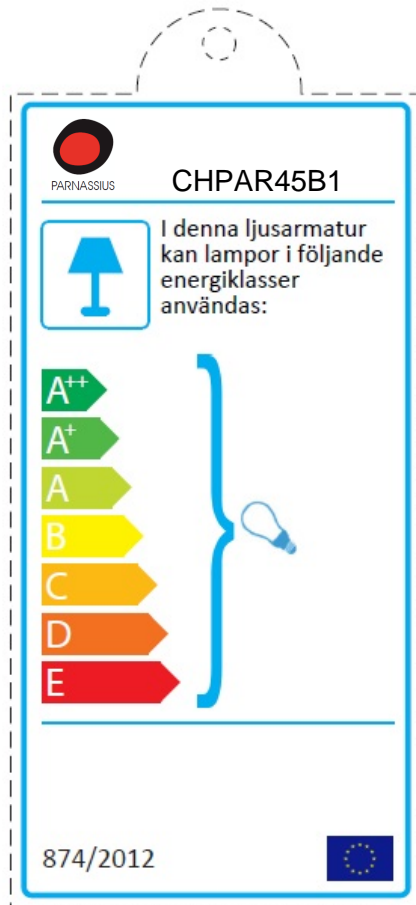 PARNASSIUS
CHPAR45B1
I denna ljusarmatur
kan lampor i följande
energiklasser
användas:
A++
A+
A
B
C
D
E
874/2012